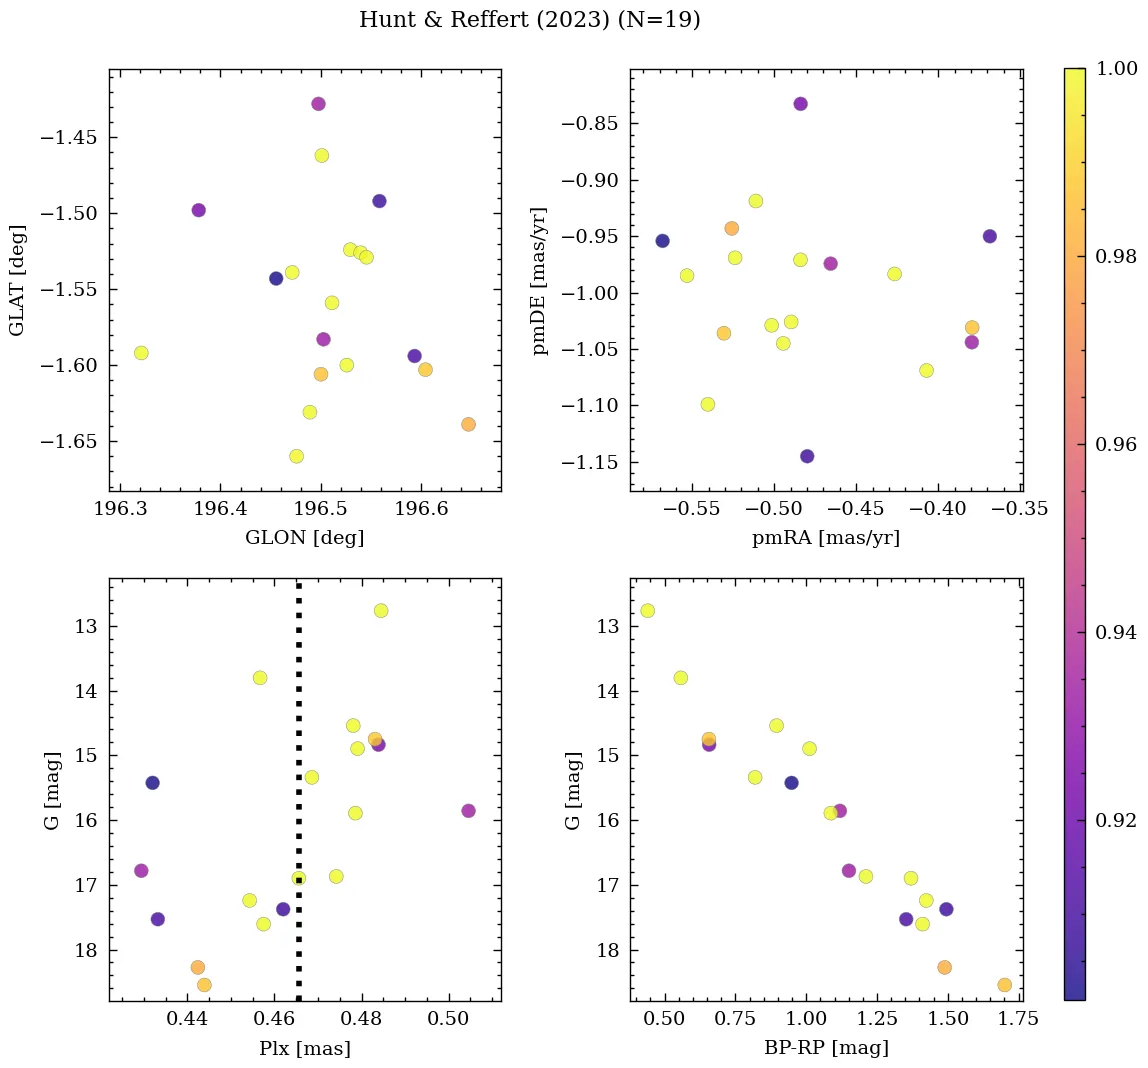 Hunt & Reffert (2023) (N=19)
−1.45
−1.50
−1.55
−1.60
−1.65
GLAT [deg]
196.3 196.4 196.5 196.6
GLON [deg]
−0.85
−0.90
−0.95
−1.00
−1.05
−1.10
−1.15
pmDE [mas/yr]
−0.55 −0.50 −0.45 −0.40 −0.35
pmRA [mas/yr]
13
14
15
16
17
18
G [mag]
0.44 0.46 0.48 0.50
Plx [mas]
13
14
15
16
17
18
G [mag]
0.50 0.75 1.00 1.25 1.50 1.75
BP-RP [mag]
1.00
0.98
0.96
0.94
0.92